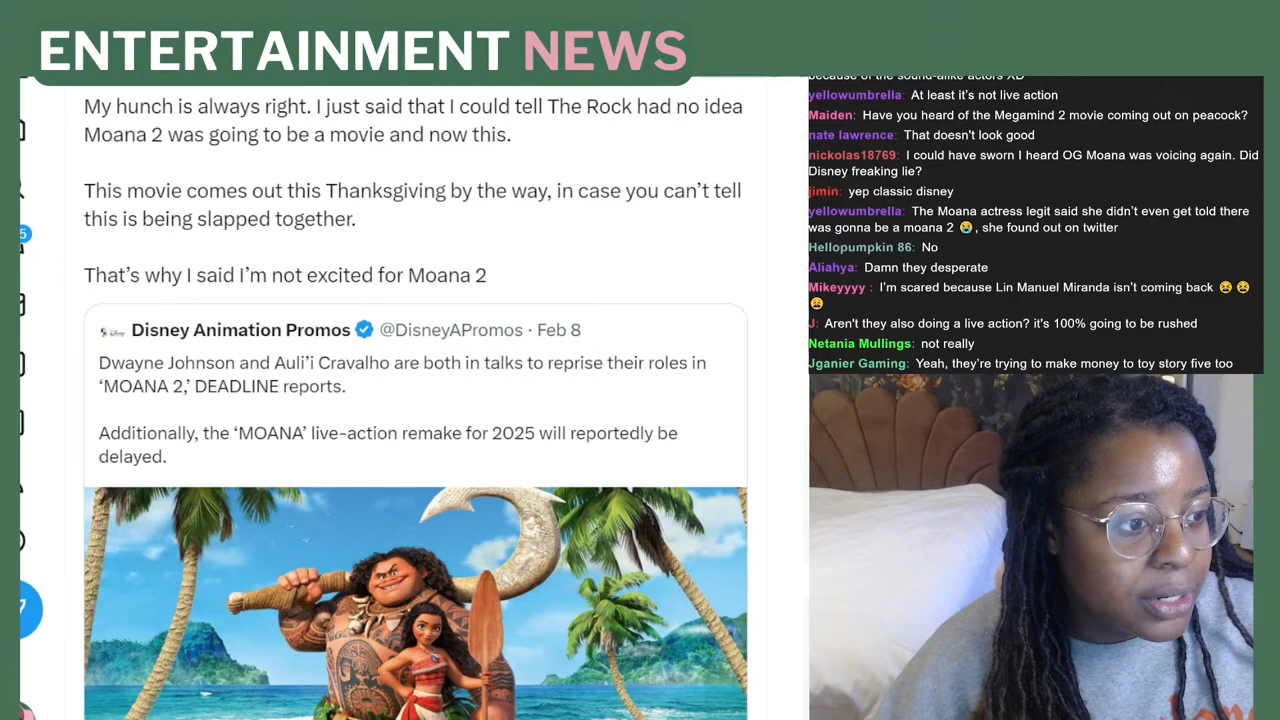 ENTERTAINMENT NEWS
My hunch is always right. I just said that I could tell The Rock had no idea
Moana 2 was going to be a movie and now this.
This movie comes out this Thanksgiving by the way, in case you can’t tell
this is being slapped together.
That’s why I said I’m not excited for Moana 2
Disney Animation Promos @DisneyAPromos · Feb 8
Dwayne Johnson and Auli’i Cravalho are both in talks to reprise their roles in
‘MOANA 2,’ DEADLINE reports.
Additionally, the ‘MOANA’ live-action remake for 2025 will reportedly be
delayed.
5
because of the sound-alike actors XD
yellowumbrella: At least it’s not live action
Maiden: Have you heard of the Megamind 2 movie coming out on peacock?
nate lawrence: That doesn't look good
nickolas18769: I could have sworn I heard OG Moana was voicing again. Did
Disney freaking lie?
jimin: yep classic disney
yellowumbrella: The Moana actress legit said she didn’t even get told there
was gonna be a moana 2 😭, she found out on twitter
Hellopumpkin 86: No
Aliahya: Damn they desperate
Mikeyyyy : I’m scared because Lin Manuel Miranda isn’t coming back 😫 😫
😩
J: Aren't they also doing a live action? it's 100% going to be rushed
Netania Mullings: not really
Jganier Gaming: Yeah, they’re trying to make money to toy story five too